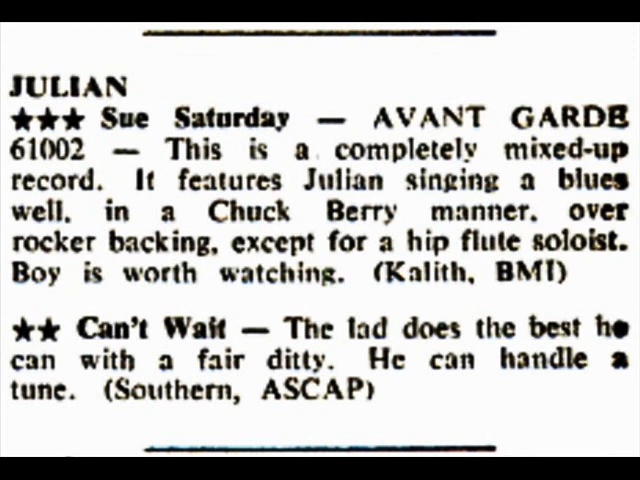 JULIAN
★★★ Sue Saturday — AVANT GARDE
61002 — This is a completely mixed-up
record. It features Julian singing a blues
well, in a Chuck Berry manner, over
rocker backing, except for a hip flute soloist.
Boy is worth watching. (Kalith, BMI)
★★ Can't Wait — The lad does the best he
can with a fair ditty. He can handle a
tune. (Southern, ASCAP)